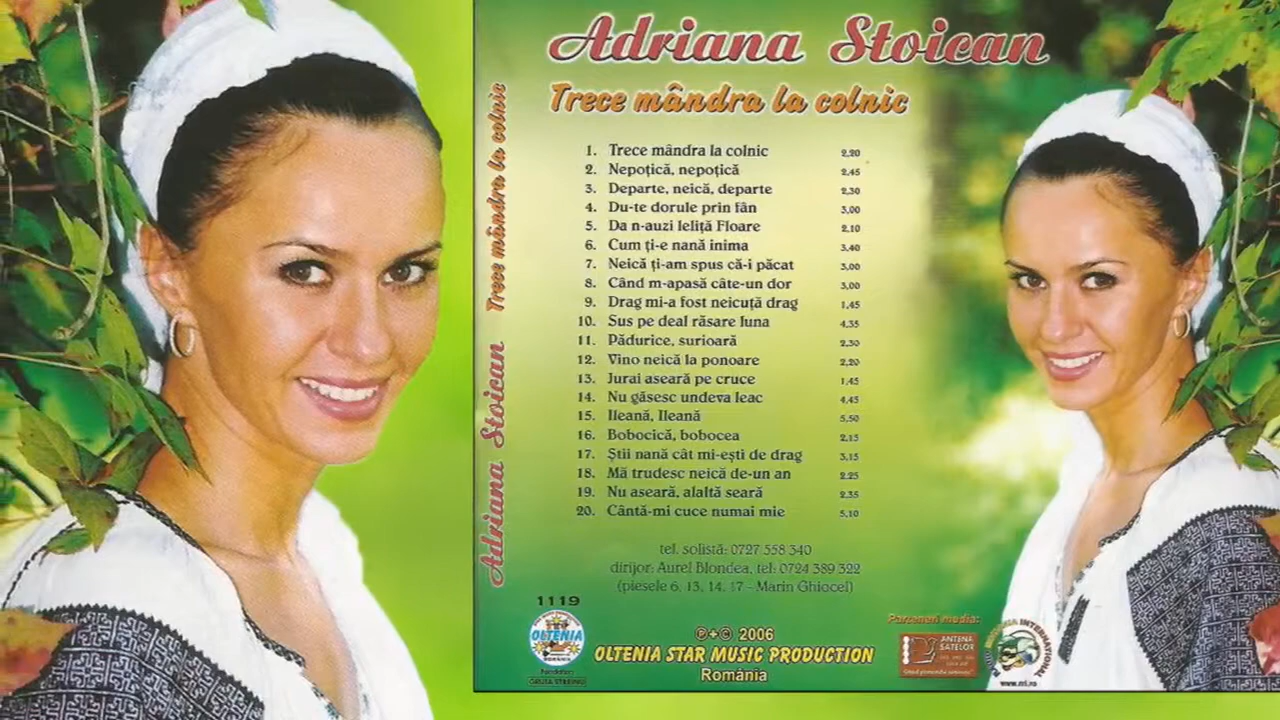 Adriana Stoican
Trece mândra la colnic
1. Trece mândra la colnic 2,20
2. Nepoțică, nepoțică 2,45
3. Departe, neică, departe 2,30
4. Du-te dorule prin fân 3,00
5. Da n-auzi leliță Floare 2,10
6. Cum ți-e nană inima 3,40
7. Neică ți-am spus că-i păcat 3,00
8. Când m-apasă câte-un dor 3,00
9. Drag mi-a fost neicuță drag 1,45
10. Sus pe deal răsare luna 4,35
11. Pădurice, surioară 2,30
12. Vino neică la ponoare 2,20
13. Jurai aseară pe cruce 1,45
14. Nu găsesc undeva leac 4,45
15. Ileană, Ileană 5,50
16. Bobocică, bobocea 2,15
17. Știi nană cât mi-ești de drag 3,15
18. Mă trudesc neică de-un an 2,25
19. Nu aseară, alaltă seară 2,35
20. Cântă-mi cuce numai mie 5,10
tel. solistă: 0727 558 340
dirijor: Aurel Blondea, tel: 0724 389 322
(piesele 6, 13, 14, 17 - Marin Ghiocel)
Adriana Stoican Trece mândra la colnic
1119
OLTENIA
ROMÂNIA
Fondatori
Ⓟ+© 2006
OLTENIA STAR MUSIC PRODUCTION
România
Parteneri media:
ANTENA
SATELOR
ROMANIA INTERNATIONAL